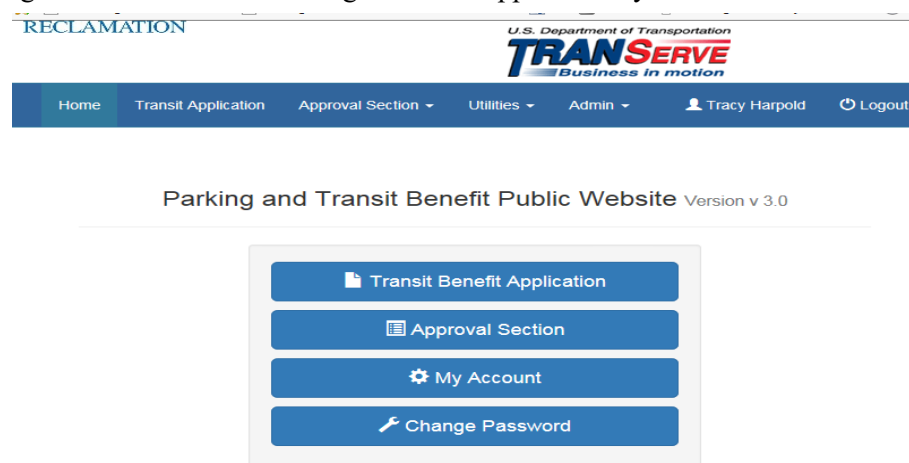 RECLAMATION
U.S. Department of Transportation
TRANSERVE
Business in motion
Home Transit Application Approval Section Utilities Admin Tracy Harpold Logout
Parking and Transit Benefit Public Website Version v 3.0
Transit Benefit Application
Approval Section
My Account
Change Password